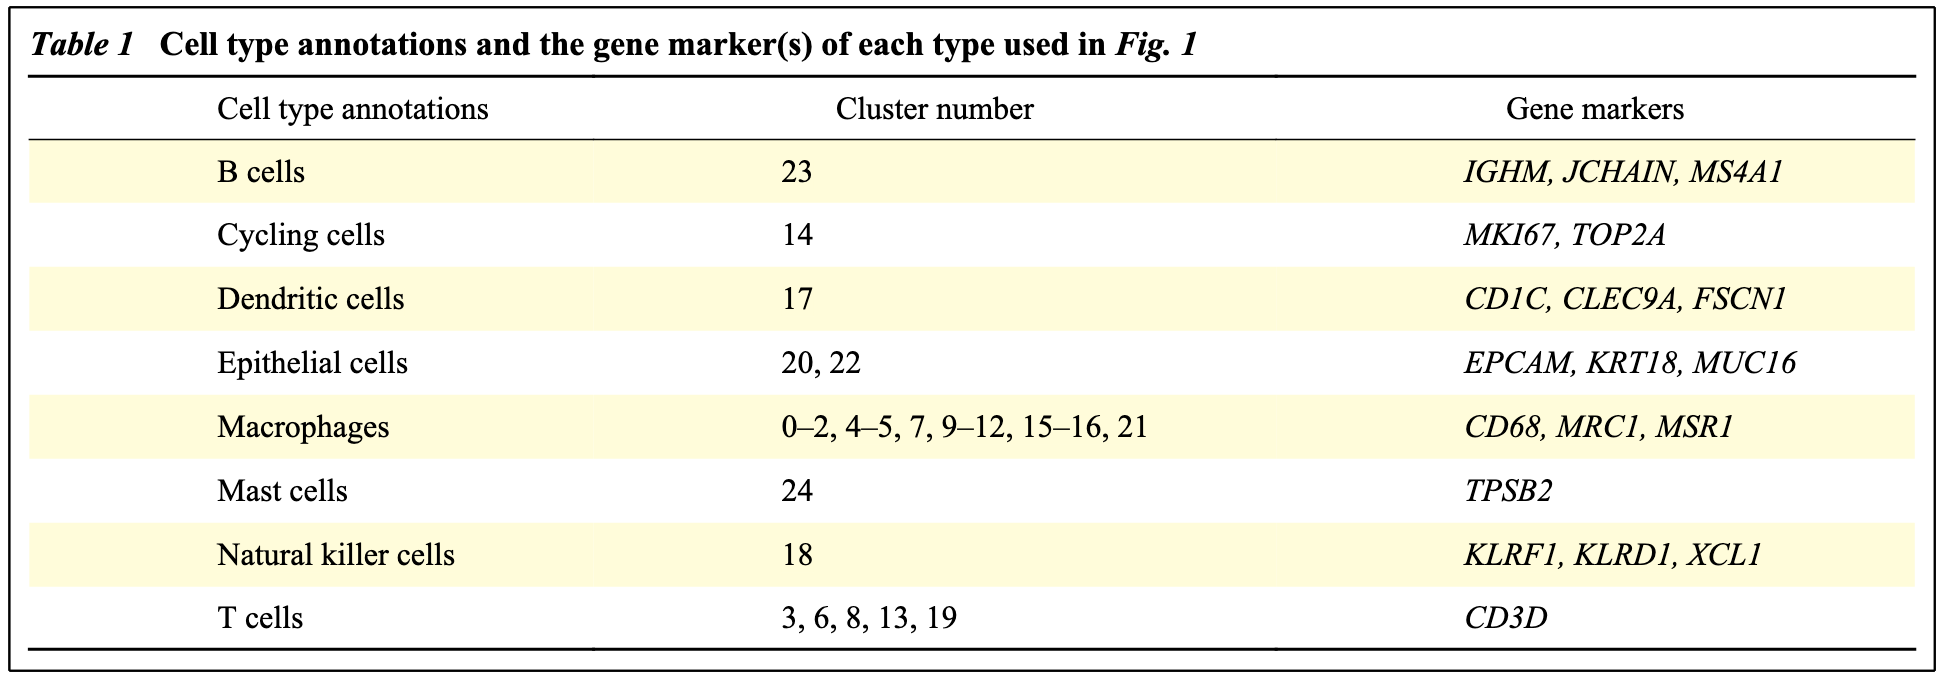 Table 1 Cell type annotations and the gene marker(s) of each type used in Fig. 1
Cell type annotations Cluster number Gene markers
B cells 23 IGHM, JCHAIN, MS4A1
Cycling cells 14 MKI67, TOP2A
Dendritic cells 17 CD1C, CLEC9A, FSCN1
Epithelial cells 20, 22 EPCAM, KRT18, MUC16
Macrophages 0–2, 4–5, 7, 9–12, 15–16, 21 CD68, MRC1, MSR1
Mast cells 24 TPSB2
Natural killer cells 18 KLRF1, KLRD1, XCL1
T cells 3, 6, 8, 13, 19 CD3D